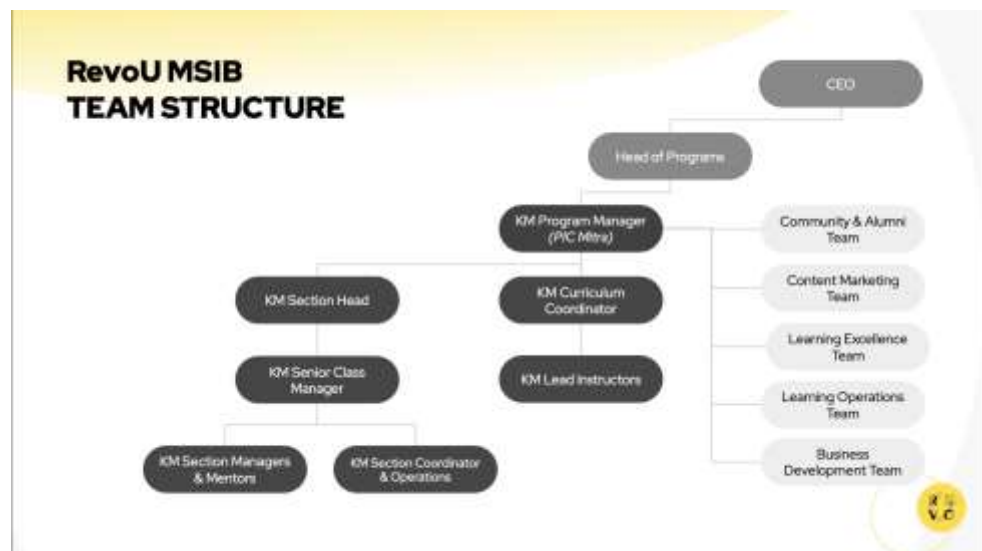 RevoU MSIB
TEAM STRUCTURE
CEO
Head of Programs
KM Program Manager
(PIC Mitra)
Community & Alumni
Team
Content Marketing
Team
KM Section Head
KM Curriculum
Coordinator
Learning Excellence
Team
KM Senior Class
Manager
KM Lead Instructors
Learning Operations
Team
KM Section Managers
& Mentors
KM Section Coordinator
& Operations
Business
Development Team